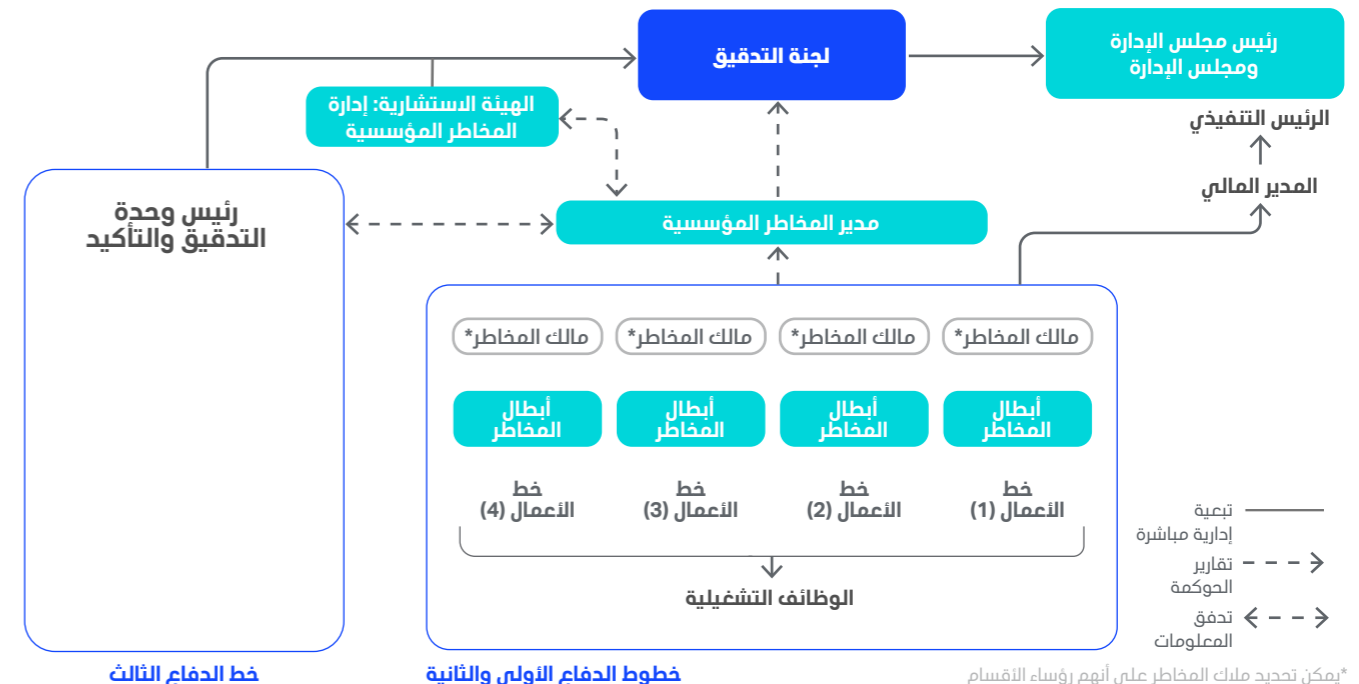 رئيس مجلس الإدارة
ومجلس الإدارة
لجنة التدقيق
الهيئة الاستشارية: إدارة
المخاطر المؤسسية
الرئيس التنفيذي
المدير المالي
رئيس وحدة
التدقيق والتأكيد
مدير المخاطر المؤسسية
مالك المخاطر*
مالك المخاطر*
مالك المخاطر*
مالك المخاطر*
أبطال
المخاطر
أبطال
المخاطر
أبطال
المخاطر
أبطال
المخاطر
خط
الأعمال (1)
خط
الأعمال (2)
خط
الأعمال (3)
خط
الأعمال (4)
الوظائف التشغيلية
تبعية
إدارية مباشرة
تقارير
الحوكمة
تدفق
المعلومات
*يمكن تحديد ملاك المخاطر على أنهم رؤساء الأقسام
خطوط الدفاع الأولى والثانية
خط الدفاع الثالث